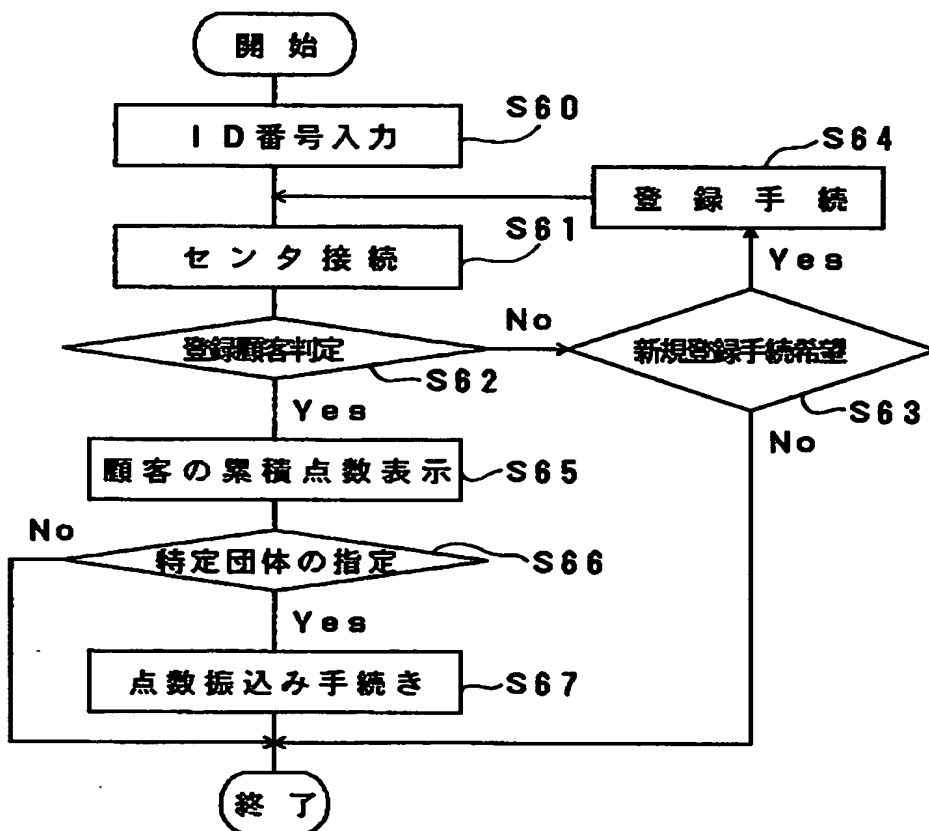 開始
ID番号入力
S60
センタ接続
S61
登録顧客判定
S62
No
新規登録手続希望
S63
Yes
登録手続
S64
No
Yes
顧客の累積点数表示
S65
特定団体の指定
S66
No
Yes
点数振込み手続き
S67
終了